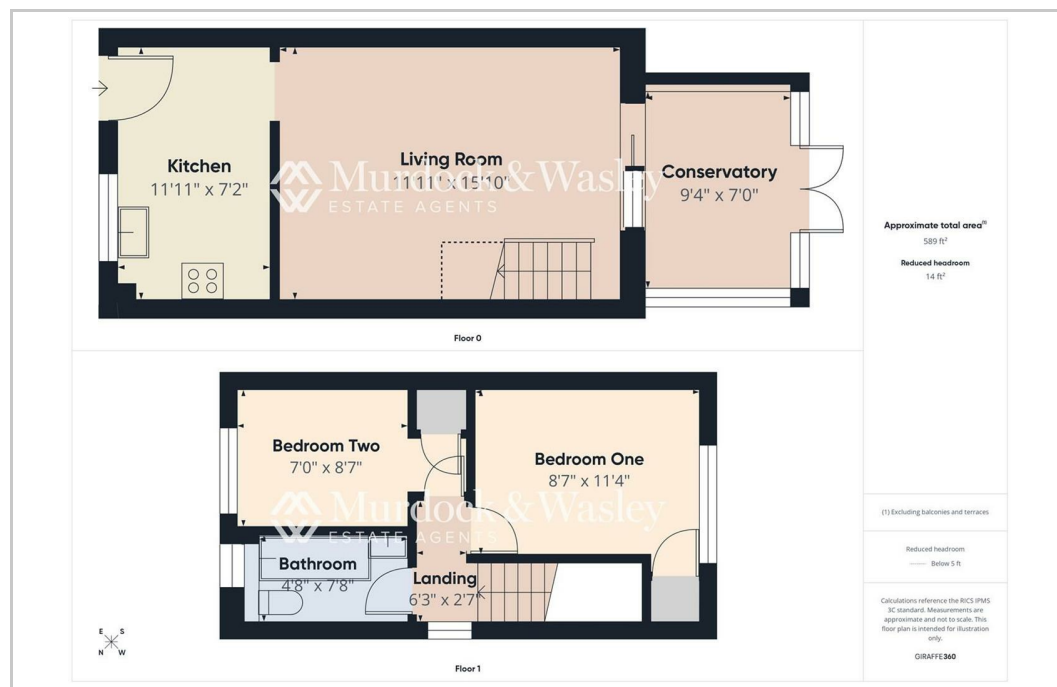 Kitchen
11'11" x 7'2"
Living Room
11'11" x 15'10"
Conservatory
9'4" x 7'0"
Murdock & Wasley
ESTATE AGENTS
Floor 0
Bedroom Two
7'0" x 8'7"
Bedroom One
8'7" x 11'4"
Murdock & Wasley
ESTATE AGENTS
Bathroom
4'8" x 7'8"
Landing
6'3" x 2'7"
E S
N W
Floor 1
Approximate total area(1)
589 ft²
Reduced headroom
14 ft²
(1) Excluding balconies and terraces
Reduced headroom
Below 5 ft
Calculations reference the RICS IPMS
3C standard. Measurements are
approximate and not to scale. This
floor plan is intended for illustration
only.
GIRAFFE360